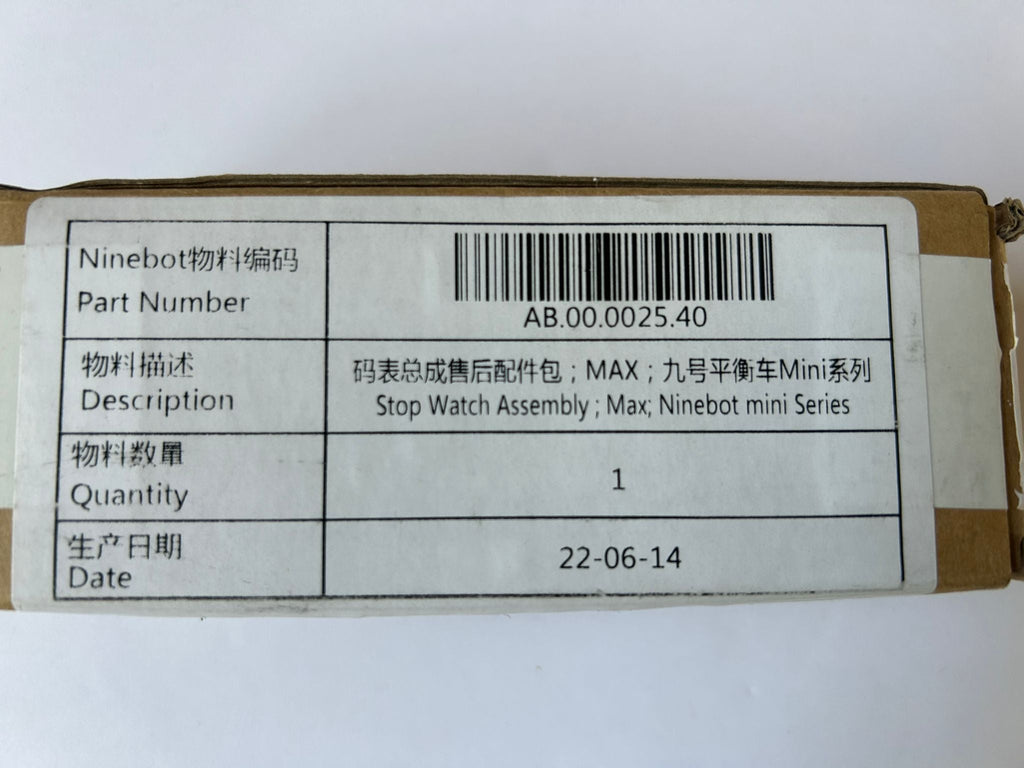 Ninebot物料编码
Part Number
AB.00.0025.40
物料描述
Description
码表总成售后配件包；MAX；九号平衡车Mini系列
Stop Watch Assembly ; Max; Ninebot mini Series
物料数量
Quantity
1
生产日期
Date
22-06-14